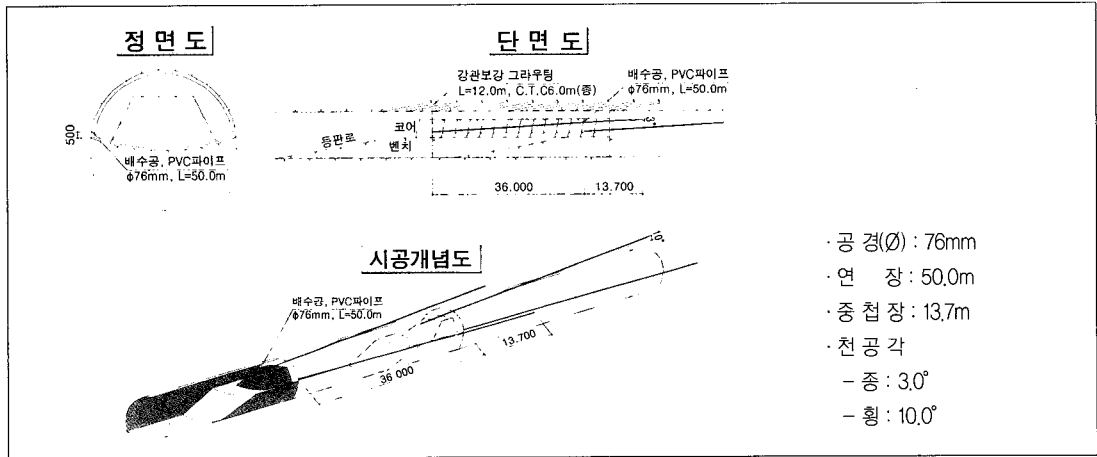 정 면 도
500
배수공, PVC파이프
ϕ76mm, L=50.0m
단 면 도
강관보강 그라우팅
L=12.0m, C.T.C6.0m(종)
배수공, PVC파이프
ϕ76mm, L=50.0m
코어
벤치
등판로
3°
36.000
13.700
시공개념도
배수공, PVC파이프
ϕ76mm, L=50.0m
10°
36 000
13.700
· 공 경(Ø) : 76mm
· 연 장 : 50.0m
· 중 첩 장 : 13.7m
· 천 공 각
– 종 : 3.0°
– 횡 : 10.0°